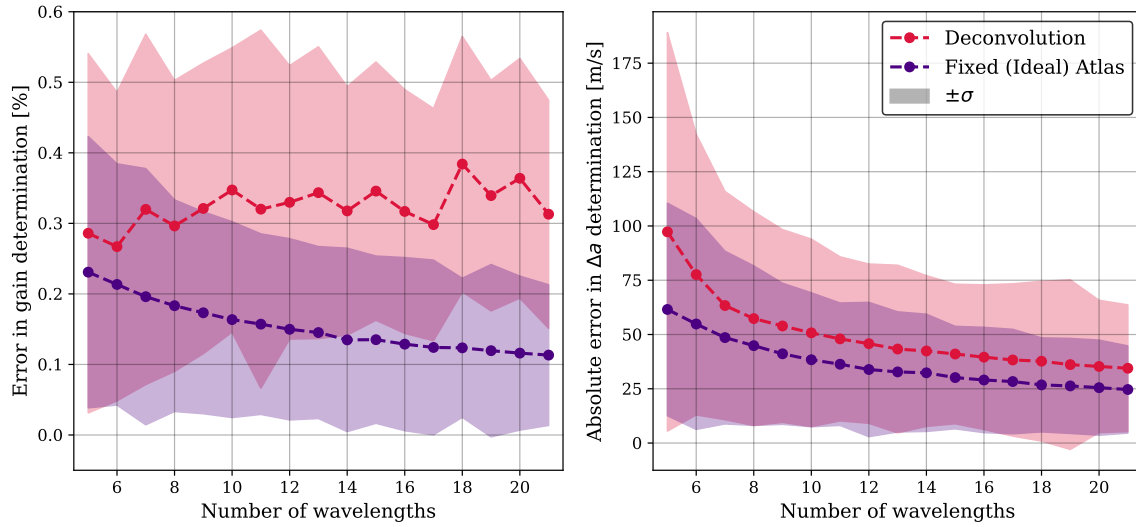 Error in gain determination [%]
0.6
0.5
0.4
0.3
0.2
0.1
0.0
6 8 10 12 14 16 18 20
Number of wavelengths
Absolute error in Δa determination [m/s]
175
150
125
100
75
50
25
0
6 8 10 12 14 16 18 20
Number of wavelengths
Deconvolution
Fixed (Ideal) Atlas
±σ